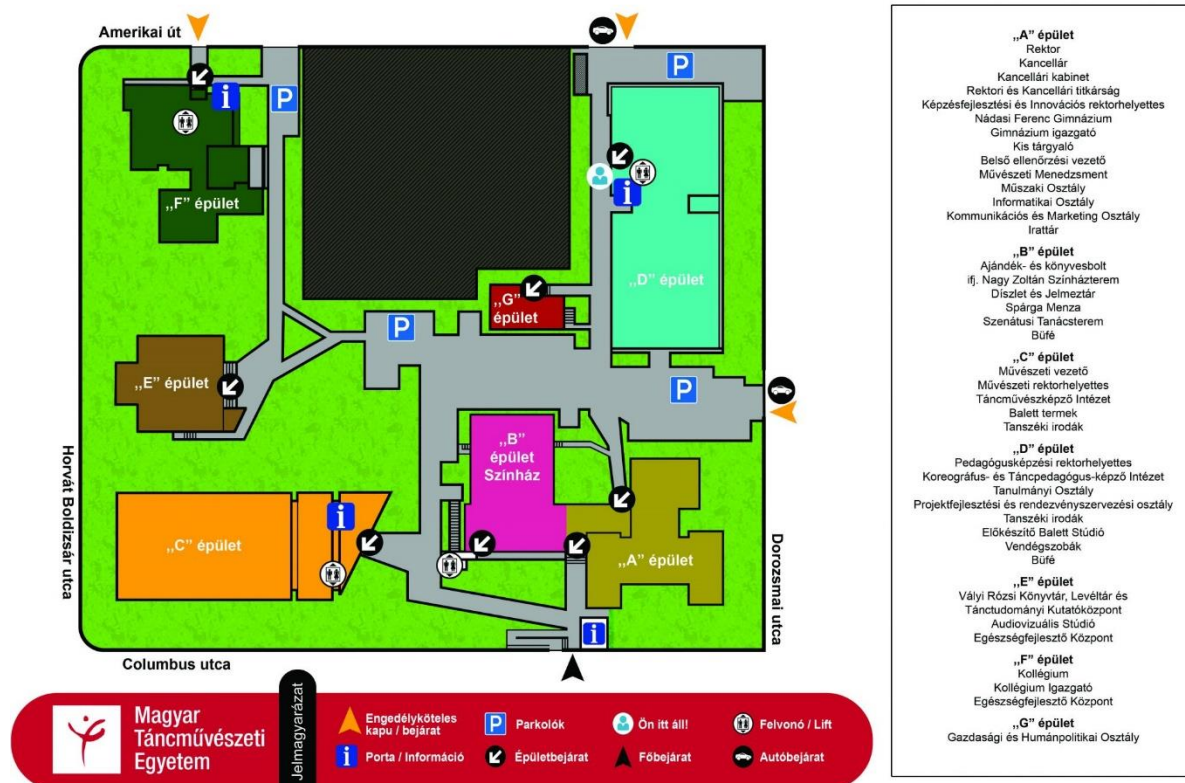 Amerikai út
P
P
i
„F” épület
i
„D” épület
„G”
épület
P
„E” épület
P
„B”
épület
Színház
Horvát Boldizsár utca
i
„C” épület
„A” épület
Dorozsmai utca
i
Columbus utca
Magyar
Táncművészeti
Egyetem
Jelmagyarázat
Engedélyköteles
kapu / bejárat
P Parkolók
Ön itt áll!
Felvonó / Lift
i Porta / Információ
Épületbejárat
Főbejárat
Autóbejárat
„A” épület
Rektor
Kancellár
Kancellári kabinet
Rektori és Kancellári titkárság
Képzésfejlesztési és Innovációs rektorhelyettes
Nádasi Ferenc Gimnázium
Gimnázium igazgató
Kis tárgyaló
Belső ellenőrzési vezető
Művészeti Menedzsment
Műszaki Osztály
Informatikai Osztály
Kommunikációs és Marketing Osztály
Irattár
„B” épület
Ajándék- és könyvesbolt
ifj. Nagy Zoltán Színházterem
Díszlet és Jelmeztár
Spárga Menza
Szenátusi Tanácsterem
Büfé
„C” épület
Művészeti vezető
Művészeti rektorhelyettes
Táncművészképző Intézet
Balett termek
Tanszéki irodák
„D” épület
Pedagógusképzési rektorhelyettes
Koreográfus- és Táncpedagógus-képző Intézet
Tanulmányi Osztály
Projektfejlesztési és rendezvényszervezési osztály
Tanszéki irodák
Előkészítő Balett Stúdió
Vendégszobák
Büfé
„E” épület
Vályi Rózsi Könyvtár, Levéltár és
Tánctudományi Kutatóközpont
Audiovizuális Stúdió
Egészségfejlesztő Központ
„F” épület
Kollégium
Kollégium Igazgató
Egészségfejlesztő Központ
„G” épület
Gazdasági és Humánpolitikai Osztály